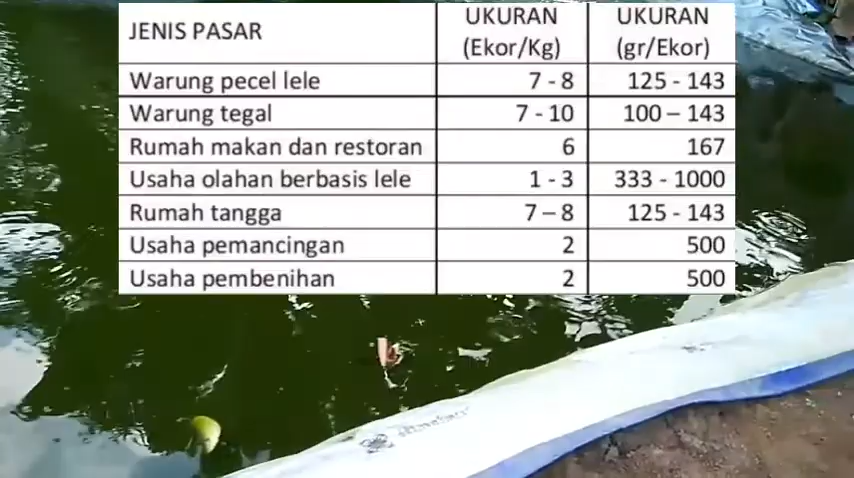 JENIS PASAR UKURAN (Ekor/Kg) UKURAN (gr/Ekor)
Warung pecel lele 7 - 8 125 - 143
Warung tegal 7 - 10 100 – 143
Rumah makan dan restoran 6 167
Usaha olahan berbasis lele 1 - 3 333 - 1000
Rumah tangga 7 – 8 125 - 143
Usaha pemancingan 2 500
Usaha pembenihan 2 500